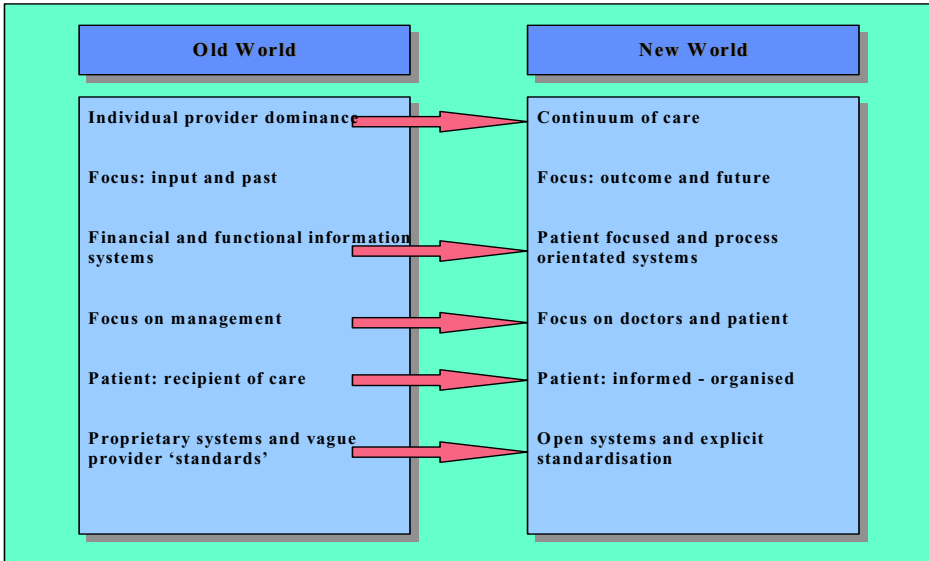 Old World
New World
Individual provider dominance
Continuum of care
Focus: input and past
Focus: outcome and future
Financial and functional information
systems
Patient focused and process
orientated systems
Focus on management
Focus on doctors and patient
Patient: recipient of care
Patient: informed - organised
Proprietary systems and vague
provider ‘standards’
Open systems and explicit
standardisation